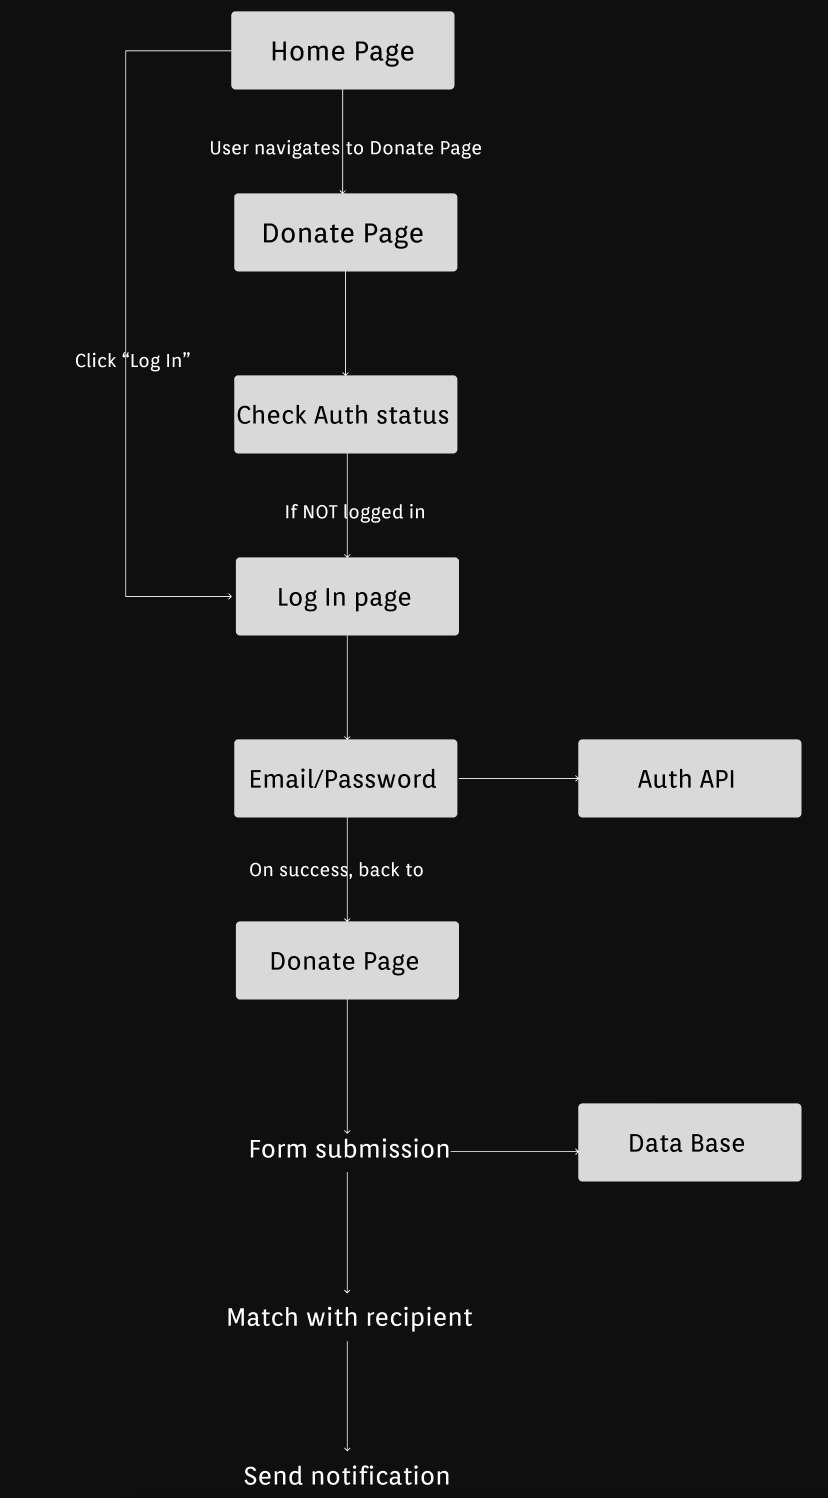 Home Page
User navigates to Donate Page
Donate Page
Click “Log In”
Check Auth status
If NOT logged in
Log In page
Email/Password
Auth API
On success, back to
Donate Page
Form submission
Data Base
Match with recipient
Send notification